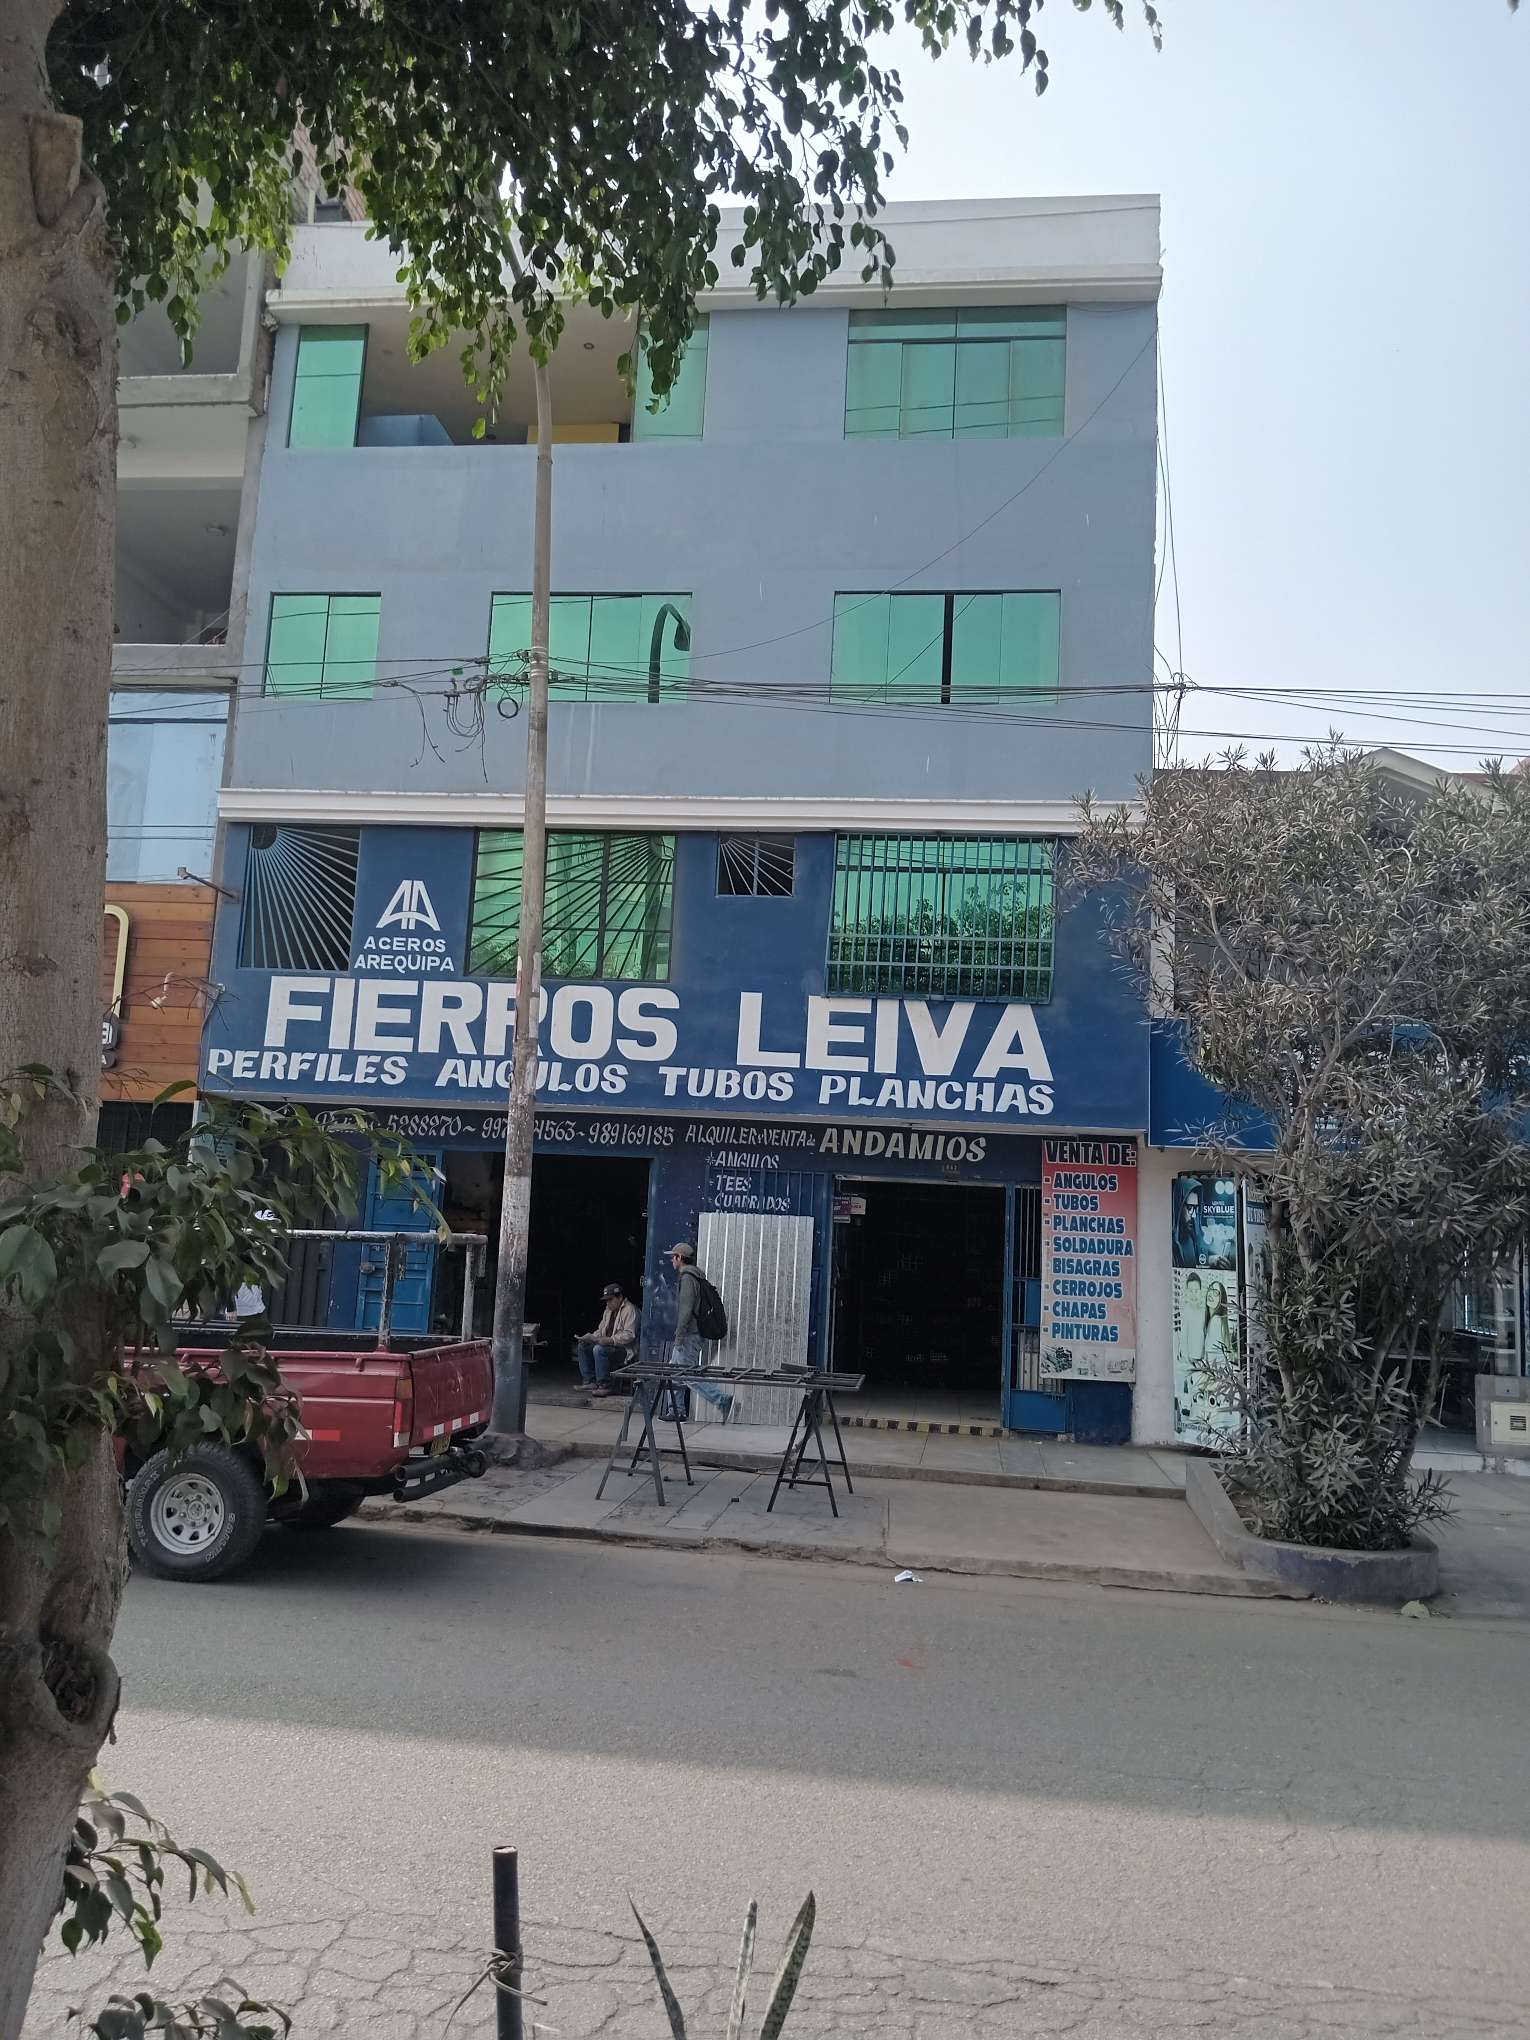 ACEROS
AREQUIPA
FIERROS LEIVA
PERFILES ANGULOS TUBOS PLANCHAS
5288270~ 989169185 ALQUILER Y VENTA de ANDAMIOS
ANGULOS
TEES
CUADRADOS
VENTA DE:
- ANGULOS
- TUBOS
- PLANCHAS
- SOLDADURA
- BISAGRAS
- CERROJOS
- CHAPAS
- PINTURAS
SKYBLUE